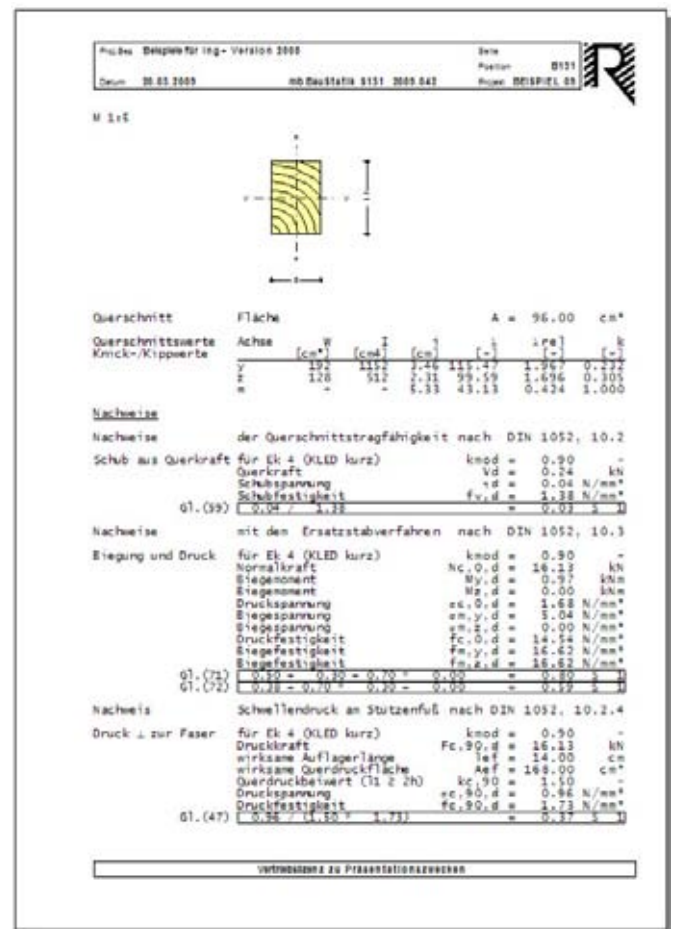 Proj.Bez Beispiele für Ing- Version 2008 Seite
Position B131
Datum 20.03.2009 mb BauStatik S131 2009.042 Projekt BEISPIEL 09
R
M 1:5
y y
z
Querschnitt Fläche A = 96.00 cm²
Querschnittswerte Achse W I i λ λrel k
Knick-/Kippwerte [cm³] [cm4] [cm] [-] [-] [-]
y 192 1152 3.46 115.47 1.967 0.232
z 128 512 2.31 99.59 1.696 0.305
m - - 43.13 0.424 1.000
Nachweise
Nachweise der Querschnittstragfähigkeit nach DIN 1052, 10.2
Schub aus Querkraft für Ek 4 (KLED kurz) kmod = 0.90 -
Querkraft Vd = 0.24 kN
Schubspannung τd = 0.04 N/mm²
Schubfestigkeit fv,d = 1.38 N/mm²
Gl.(59) 0.04 / 1.38 = 0.03 ≤ 1
Nachweise mit dem Ersatzstabverfahren nach DIN 1052, 10.3
Biegung und Druck für Ek 4 (KLED kurz) kmod = 0.90 -
Normalkraft Nc,0,d = 16.13 kN
Biegemoment My,d = 0.97 kNm
Biegemoment Mz,d = 0.00 kNm
Druckspannung σc,0,d = 1.68 N/mm²
Biegespannung σm,y,d = 5.04 N/mm²
Biegespannung σm,z,d = 0.00 N/mm²
Druckfestigkeit fc,0,d = 14.54 N/mm²
Biegefestigkeit fm,y,d = 16.62 N/mm²
Biegefestigkeit fm,z,d = 16.62 N/mm²
Gl.(71) 0.50 + 0.30 + 0.70 * 0.00 = 0.80 ≤ 1
Gl.(72) 0.38 + 0.70 * 0.30 + 0.00 = 0.59 ≤ 1
Nachweis Schwellendruck am Stützenfuß nach DIN 1052, 10.2.4
Druck ⊥ zur Faser für Ek 4 (KLED kurz) kmod = 0.90 -
Druckkraft Fc,90,d = 16.13 kN
wirksame Auflagerlänge lef = 14.00 cm
wirksame Querdruckfläche Aef = 168.00 cm²
Querdruckbeiwert (l1 ≥ 2h) kc,90 = 1.50 -
Druckspannung σc,90,d = 0.96 N/mm²
Druckfestigkeit fc,90,d = 1.73 N/mm²
Gl.(47) 0.96 / (1.50 * 1.73) = 0.37 ≤ 1
Vertriebslizenz zu Präsentationszwecken